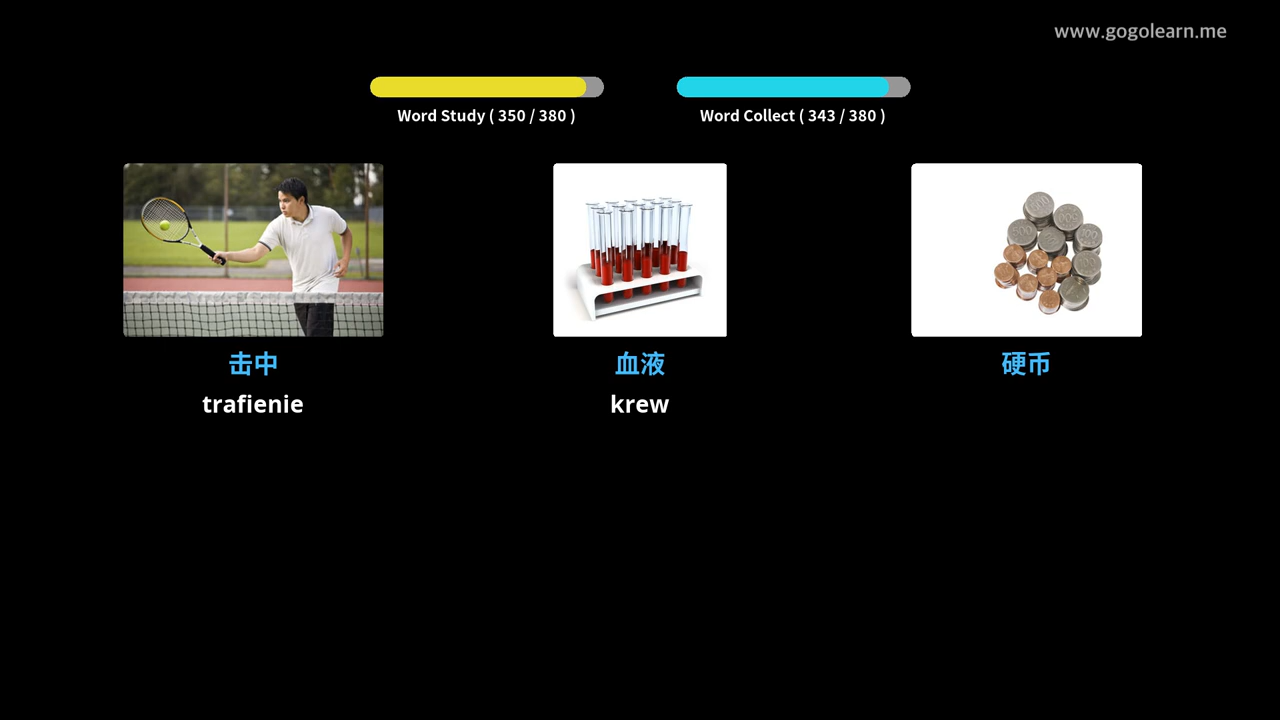 www.gogolearn.me
Word Study ( 350 / 380 )
Word Collect ( 343 / 380 )
击中
血液
硬币
trafienie
krew